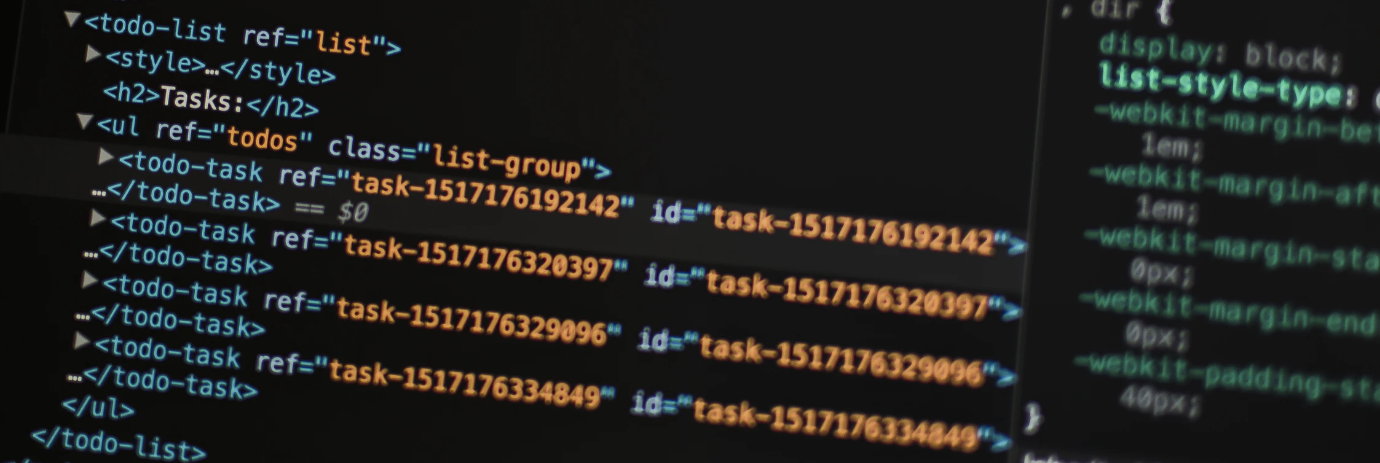 ▼<todo-list ref="list">
▶<style>…</style>
<h2>Tasks:</h2>
▼<ul ref="todos" class="list-group">
▶<todo-task ref="task-1517176192142" id="task-1517176192142">
…</todo-task> == $0
▶<todo-task ref="task-1517176320397" id="task-1517176320397">
…</todo-task>
▶<todo-task ref="task-1517176329096" id="task-1517176329096">
…</todo-task>
▶<todo-task ref="task-1517176334849" id="task-1517176334849">
…</todo-task>
</ul>
</todo-list>
, dir {
display: block;
list-style-type:
-webkit-margin-bef
1em;
-webkit-margin-aft
1em;
-webkit-margin-sta
0px;
-webkit-margin-end
0px;
-webkit-padding-sta
40px;
}